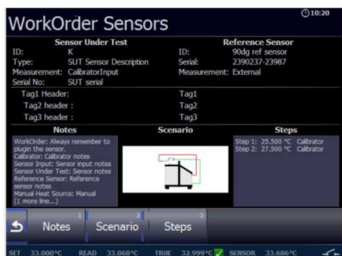 10:20
WorkOrder Sensors
Sensor Under Test
Reference Sensor
ID: K
ID: 90dg ref sensor
Type: SUT Sensor Description
Serial: 2390237-23987
Measurement: CalibratorInput
Measurement: External
Serial No: SUT serial
Tag1 Header: Tag1
Tag2 header : Tag2
Tag3 header : Tag3
Notes
Scenario
Steps
WorkOrder: Always remember to
plugin the sensor.
Calibrator: Calibrator notes
Sensor Input: Sensor input notes
Sensor Under Test: Sensor notes
Reference Sensor: Reference
sensor notes
Manual Heat Source: Manual
(1 more line...)
Step 1: 25.500 °C Calibrator
Step 2: 27.500 °C Calibrator
1
Notes
2
Scenario
3
Steps
SET 33.000°C READ 33.068°C TRUE 32.999°C SENSOR 33.686°C